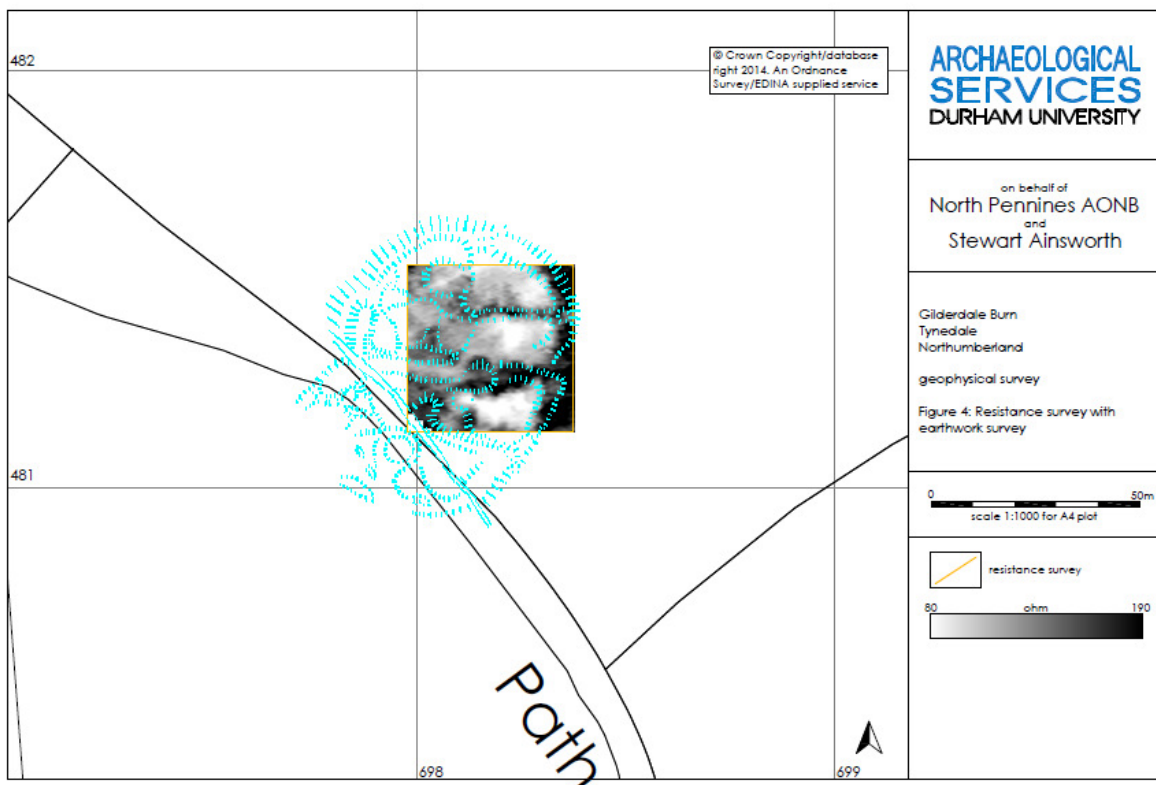 482
© Crown Copyright/database
right 2014. An Ordnance
Survey/EDINA supplied service
481
698
699
Path
ARCHAEOLOGICAL
SERVICES
DURHAM UNIVERSITY
on behalf of
North Pennines AONB
and
Stewart Ainsworth
Gilderdale Burn
Tynedale
Northumberland
geophysical survey
Figure 4: Resistance survey with
earthwork survey
0 50m
scale 1:1000 for A4 plot
resistance survey
80 ohm 190